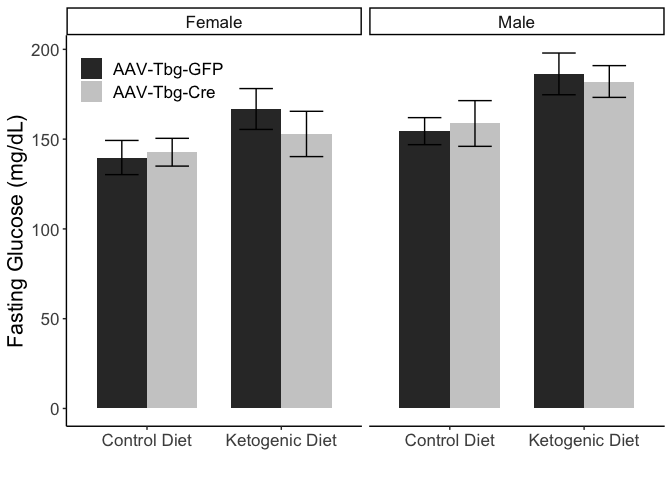 Female
Male
Fasting Glucose (mg/dL)
200
150
100
50
0
AAV-Tbg-GFP
AAV-Tbg-Cre
Control Diet
Ketogenic Diet
Control Diet
Ketogenic Diet